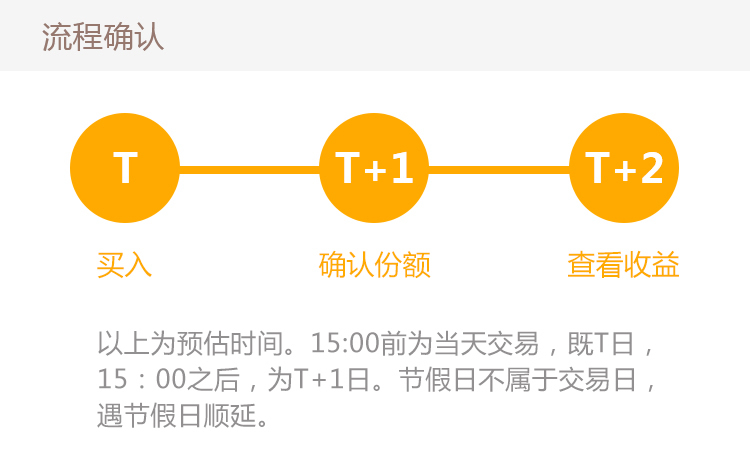 流程确认
T T+1 T+2
买入 确认份额 查看收益
以上为预估时间。15:00前为当天交易，既T日，
15：00之后，为T+1日。节假日不属于交易日，
遇节假日顺延。